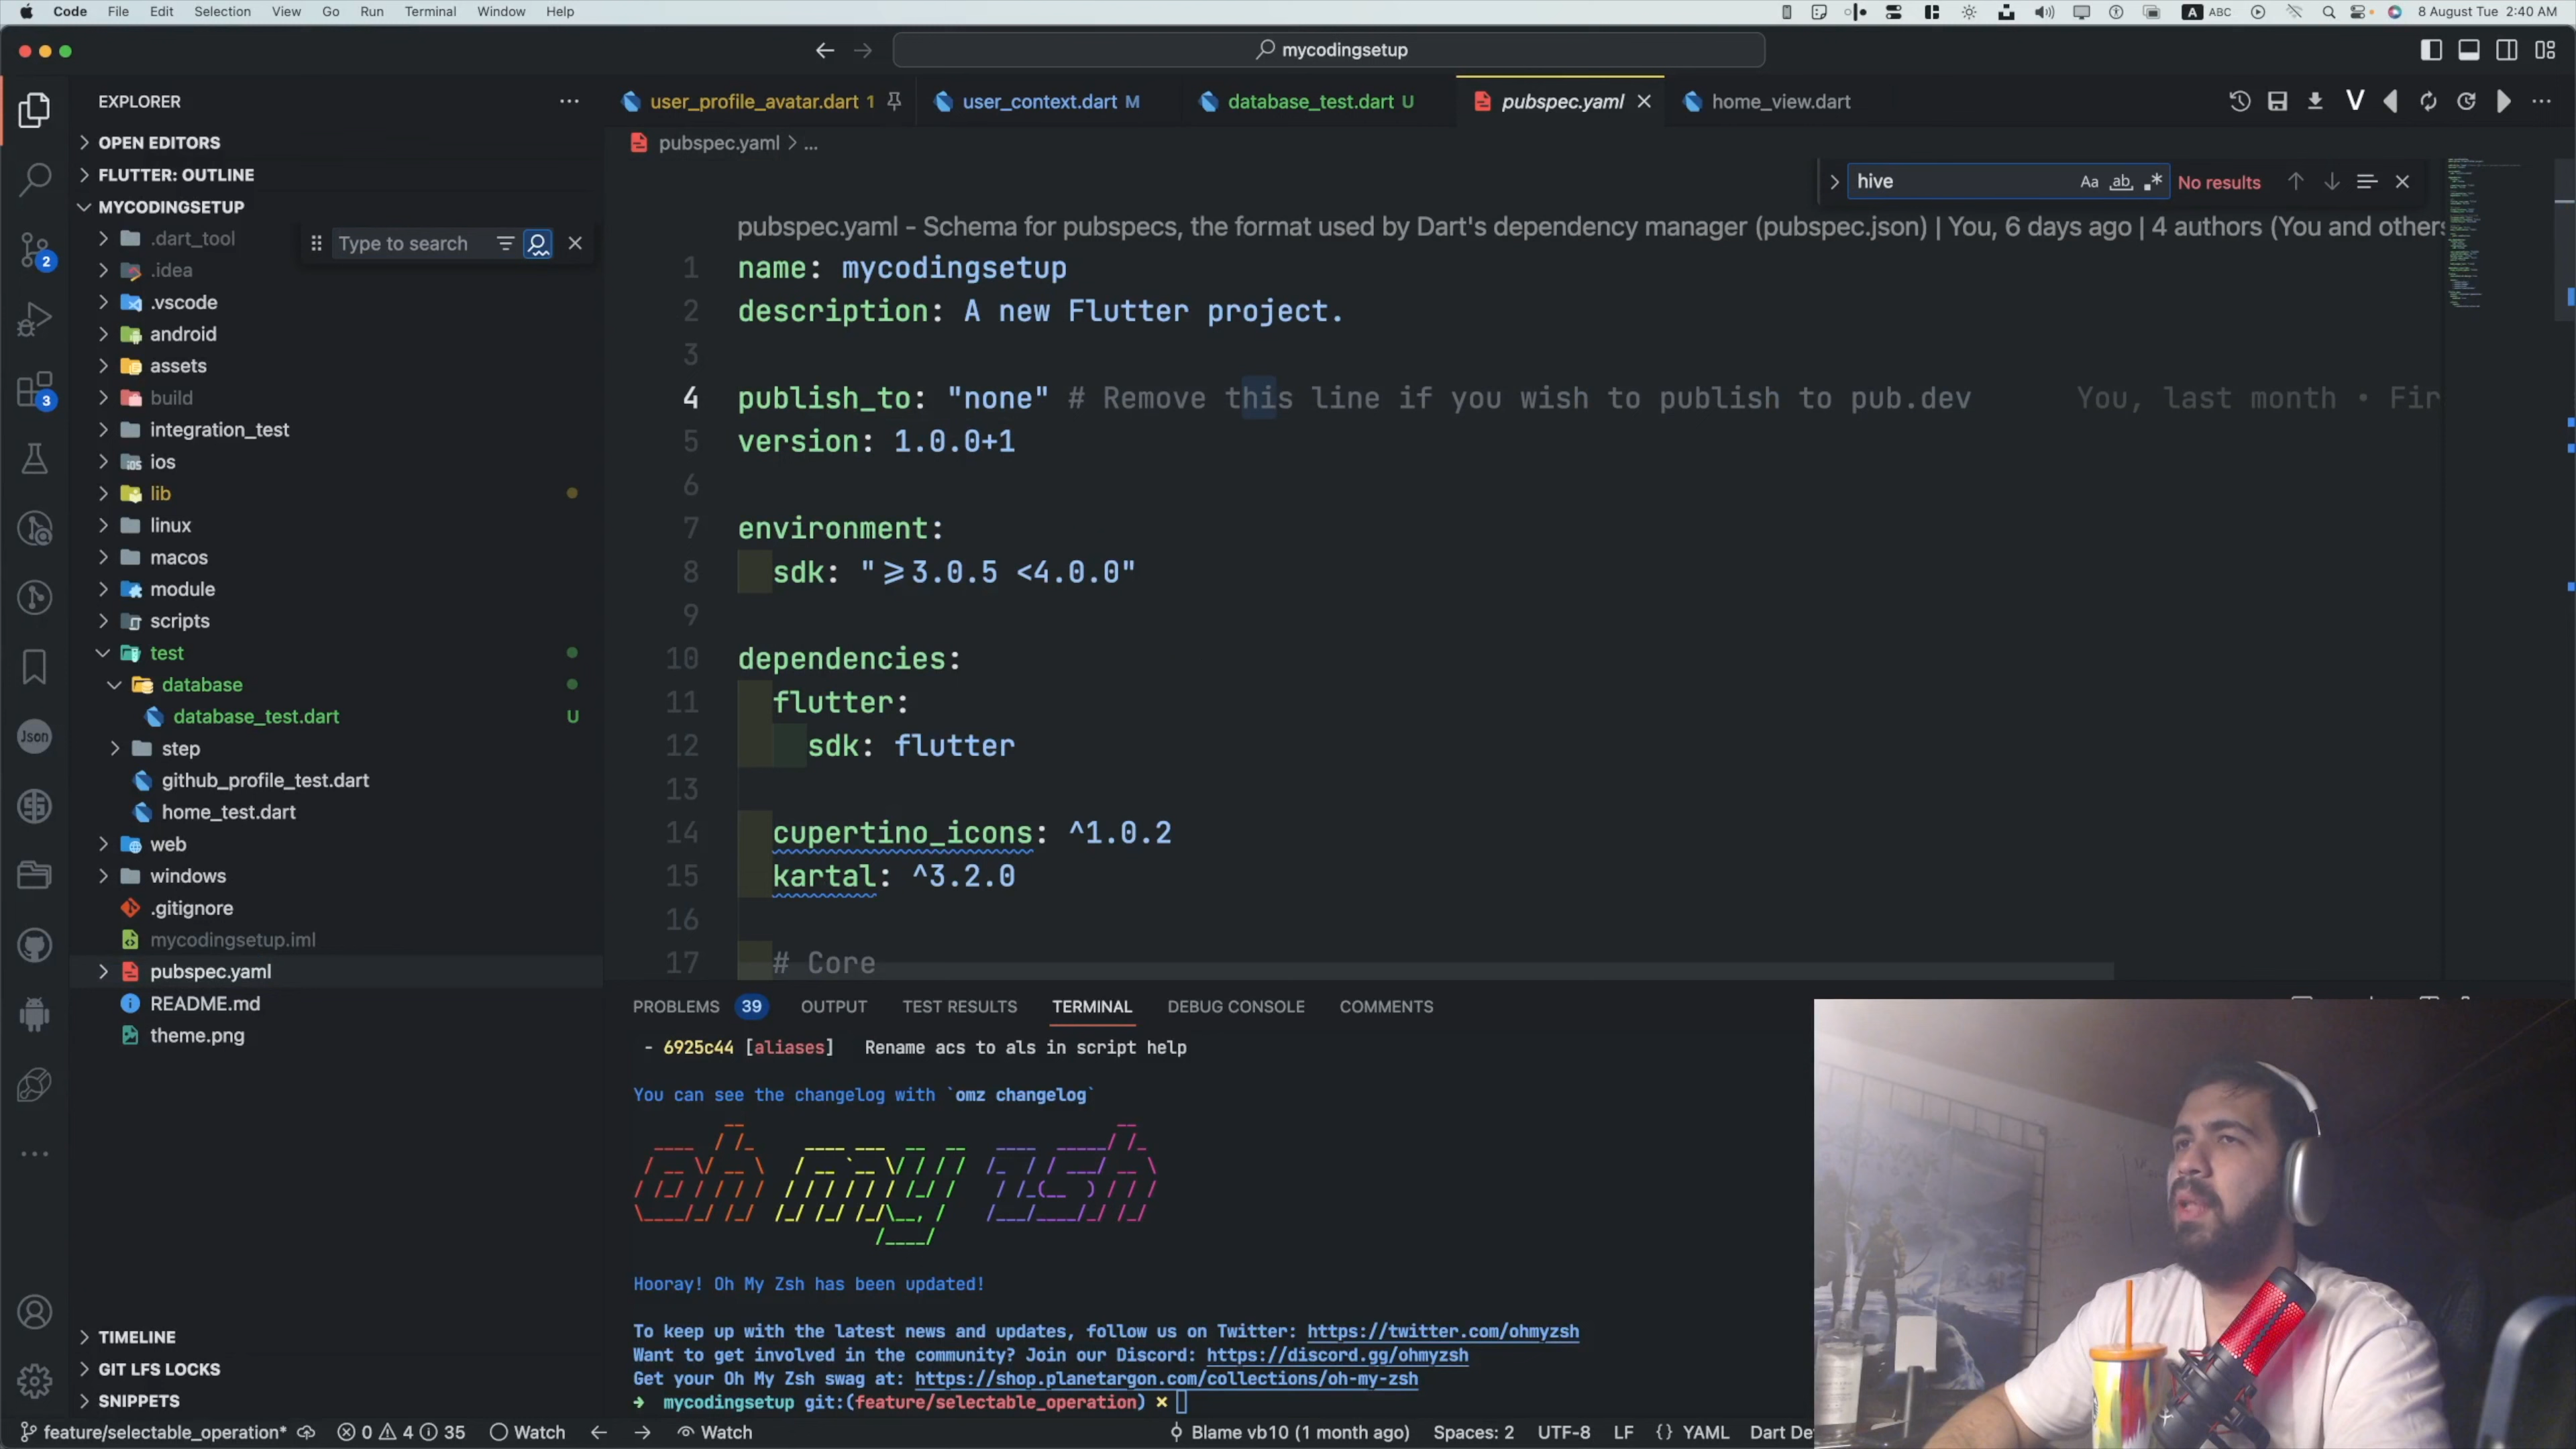 Code File Edit Selection View Go Run Terminal Window Help
A ABC 8 August Tue 2:40 AM
mycodingsetup
EXPLORER
OPEN EDITORS
FLUTTER: OUTLINE
MYCODINGSETUP
.dart_tool
Type to search
.idea
.vscode
android
assets
build
integration_test
ios
lib
linux
macos
module
scripts
test
database
database_test.dart U
step
github_profile_test.dart
home_test.dart
web
windows
.gitignore
mycodingsetup.iml
pubspec.yaml
README.md
theme.png
TIMELINE
GIT LFS LOCKS
SNIPPETS
2
3
Json
user_profile_avatar.dart 1 user_context.dart M database_test.dart U pubspec.yaml home_view.dart
V
pubspec.yaml > ...
hive Aa ab .* No results
pubspec.yaml - Schema for pubspecs, the format used by Dart's dependency manager (pubspec.json) | You, 6 days ago | 4 authors (You and others
1 name: mycodingsetup
2 description: A new Flutter project.
3
4 publish_to: "none" # Remove this line if you wish to publish to pub.dev You, last month • Fir
5 version: 1.0.0+1
6
7 environment:
8 sdk: ">=3.0.5 <4.0.0"
9
10 dependencies:
11 flutter:
12 sdk: flutter
13
14 cupertino_icons: ^1.0.2
15 kartal: ^3.2.0
16
17 # Core
PROBLEMS 39 OUTPUT TEST RESULTS TERMINAL DEBUG CONSOLE COMMENTS
- 6925c44 [aliases] Rename acs to als in script help
You can see the changelog with `omz changelog`
oh my zsh
Hooray! Oh My Zsh has been updated!
To keep up with the latest news and updates, follow us on Twitter: https://twitter.com/ohmyzsh
Want to get involved in the community? Join our Discord: https://discord.gg/ohmyzsh
Get your Oh My Zsh swag at: https://shop.planetargon.com/collections/oh-my-zsh
→ mycodingsetup git:(feature/selectable_operation) ×
feature/selectable_operation* 0 4 35 Watch Watch Blame vb10 (1 month ago) Spaces: 2 UTF-8 LF {} YAML Dart De